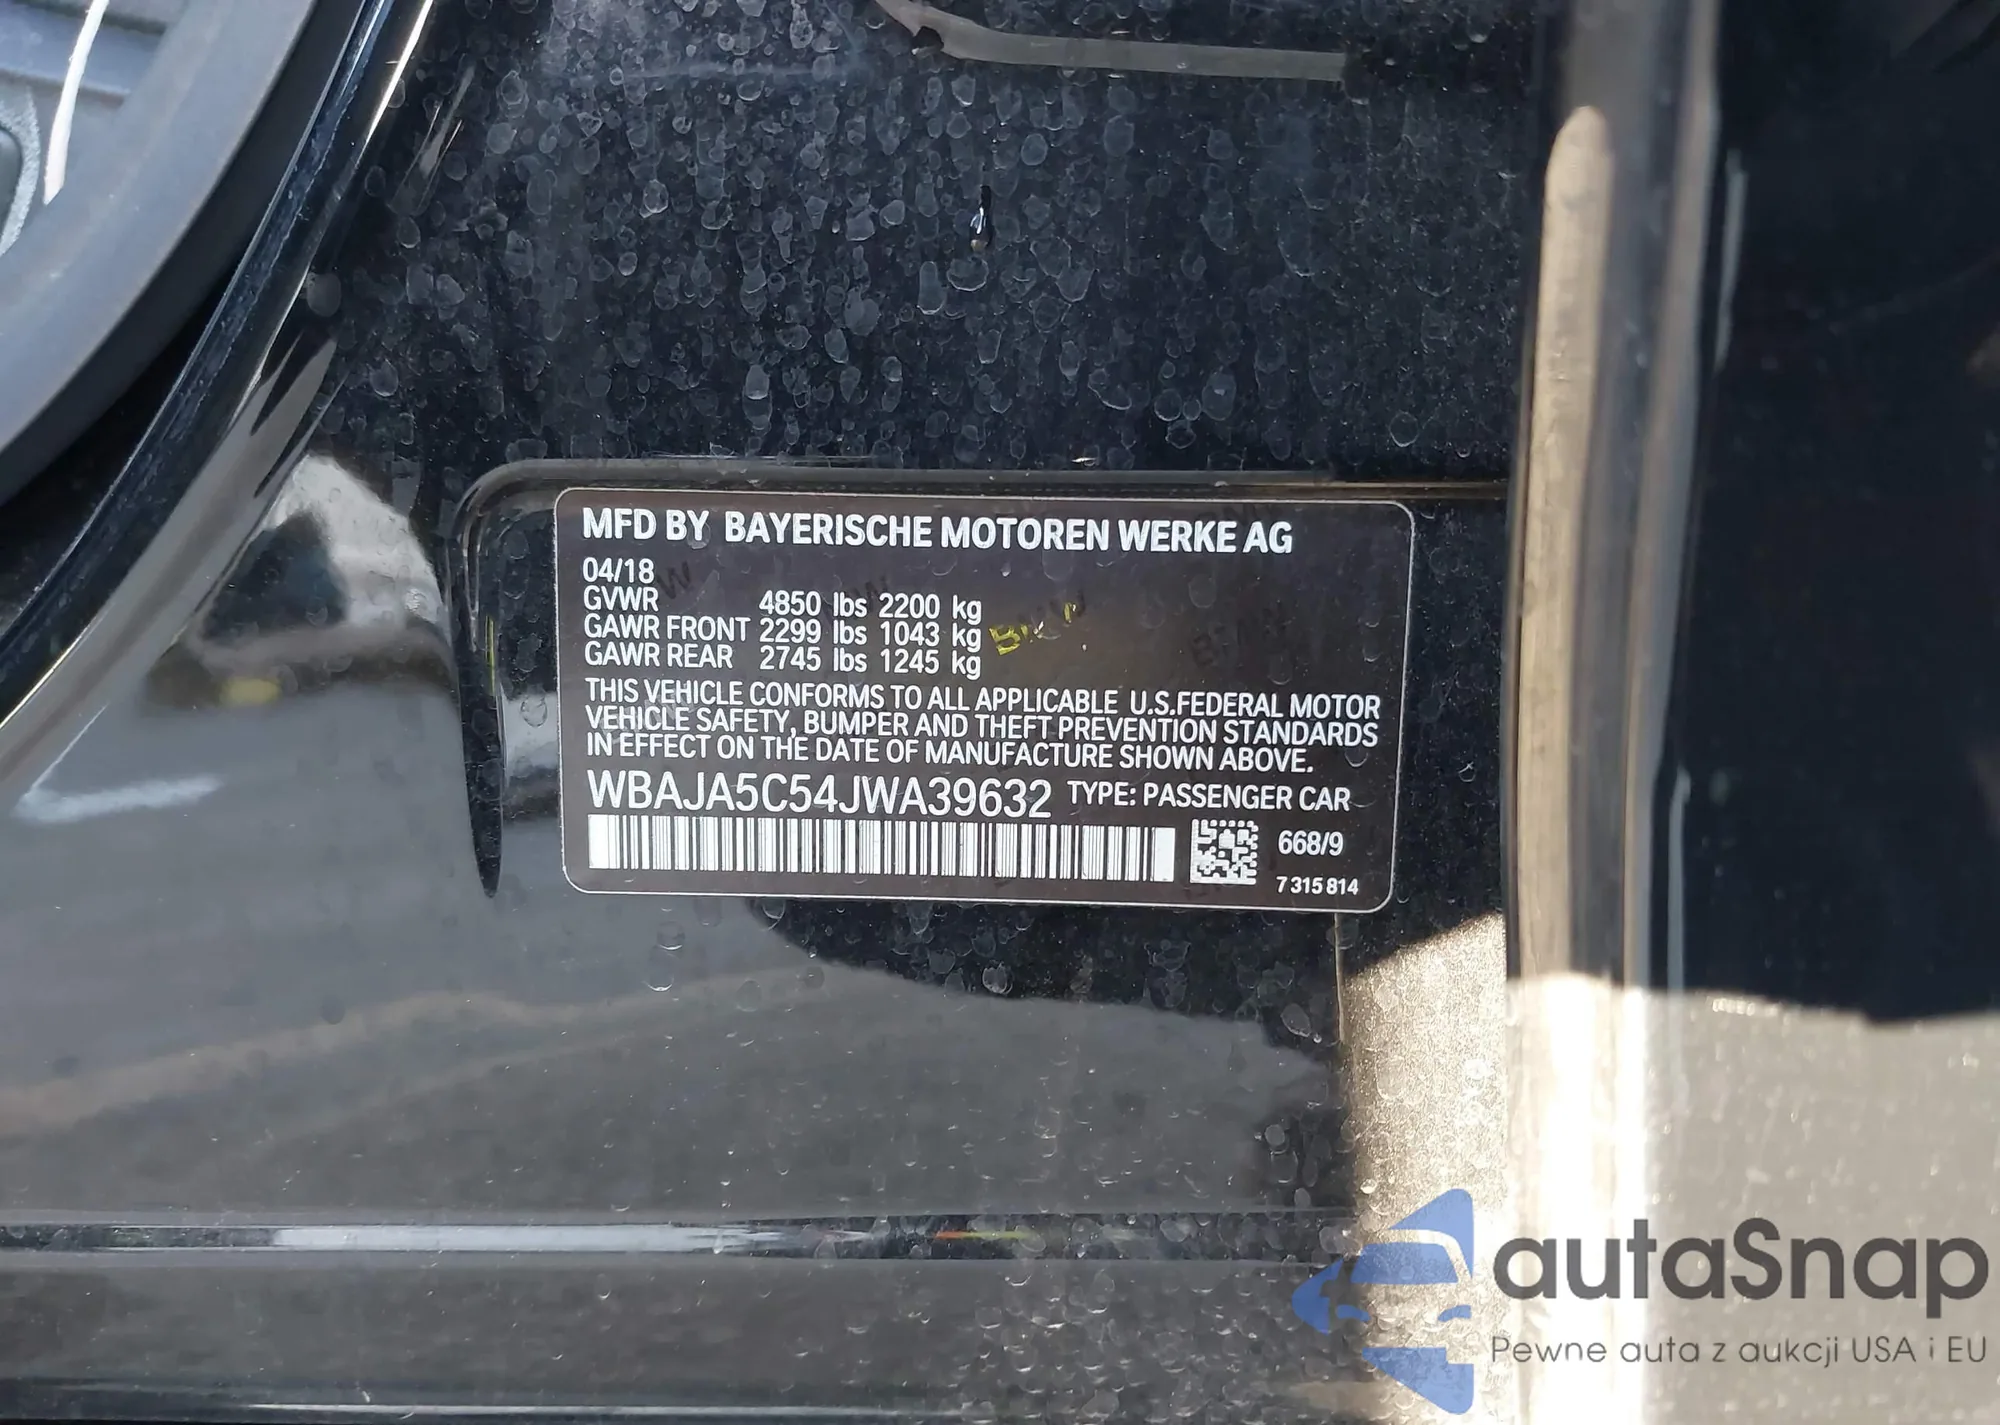 MFD BY BAYERISCHE MOTOREN WERKE AG
04/18
GVWR 4850 lbs 2200 kg
GAWR FRONT 2299 lbs 1043 kg
GAWR REAR 2745 lbs 1245 kg
BMW
BMW
THIS VEHICLE CONFORMS TO ALL APPLICABLE U.S.FEDERAL MOTOR
VEHICLE SAFETY, BUMPER AND THEFT PREVENTION STANDARDS
IN EFFECT ON THE DATE OF MANUFACTURE SHOWN ABOVE.
WBAJA5C54JWA39632 TYPE: PASSENGER CAR
668/9
7 315 814
autaSnap
Pewne auta z aukcji USA i EU